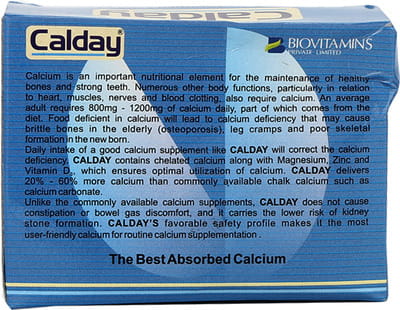 Calday®
BIOVITAMINS
PRIVATE LIMITED
Calcium is an important nutritional element for the maintenance of healthy
bones and strong teeth. Numerous other body functions, particularly in relation
to heart, muscles, nerves and blood clotting, also require calcium. An average
adult requires 800mg - 1200mg of calcium daily, part of which comes from the
diet. Food deficient in calcium will lead to calcium deficiency that may cause
brittle bones in the elderly (osteoporosis), leg cramps and poor skeletal
formation in the new born.
Daily intake of a good calcium supplement like CALDAY will correct the calcium
deficiency. CALDAY contains chelated calcium along with Magnesium, Zinc and
Vitamin D, which ensures optimal utilization of calcium. CALDAY delivers
20% - 60% more calcium than commonly available chalk calcium such as
calcium carbonate.
Unlike the commonly available calcium supplements, CALDAY does not cause
constipation or bowel gas discomfort, and it carries the lower risk of kidney
stone formation. CALDAY'S favorable safety profile makes it the most
user-friendly calcium for routine calcium supplementation .
The Best Absorbed Calcium